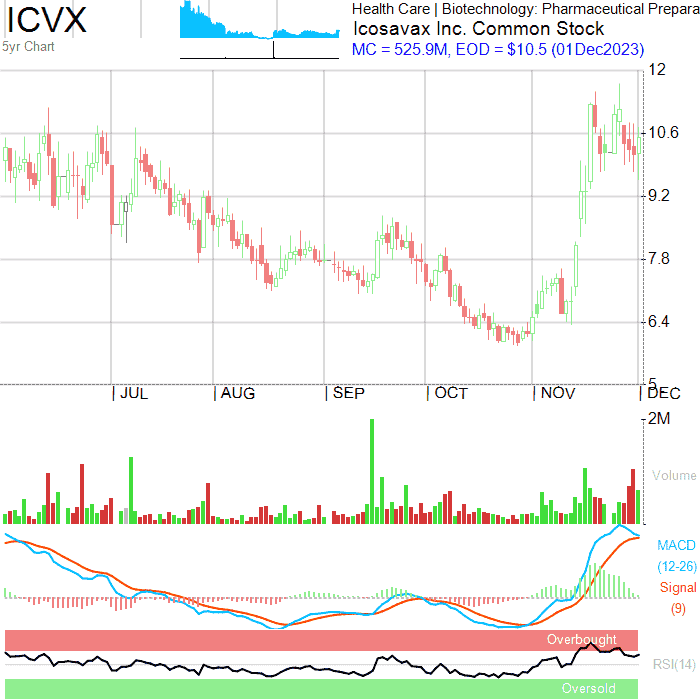 ICVX
5yr Chart
Health Care | Biotechnology: Pharmaceutical Prepara
Icosavax Inc. Common Stock
MC = 525.9M, EOD = $10.5 (01Dec2023)
12
10.6
9.2
7.8
6.4
5
JUL
AUG
SEP
OCT
NOV
DEC
2M
Volume
MACD
(12-26)
Signal
(9)
Overbought
RSI(14)
Oversold